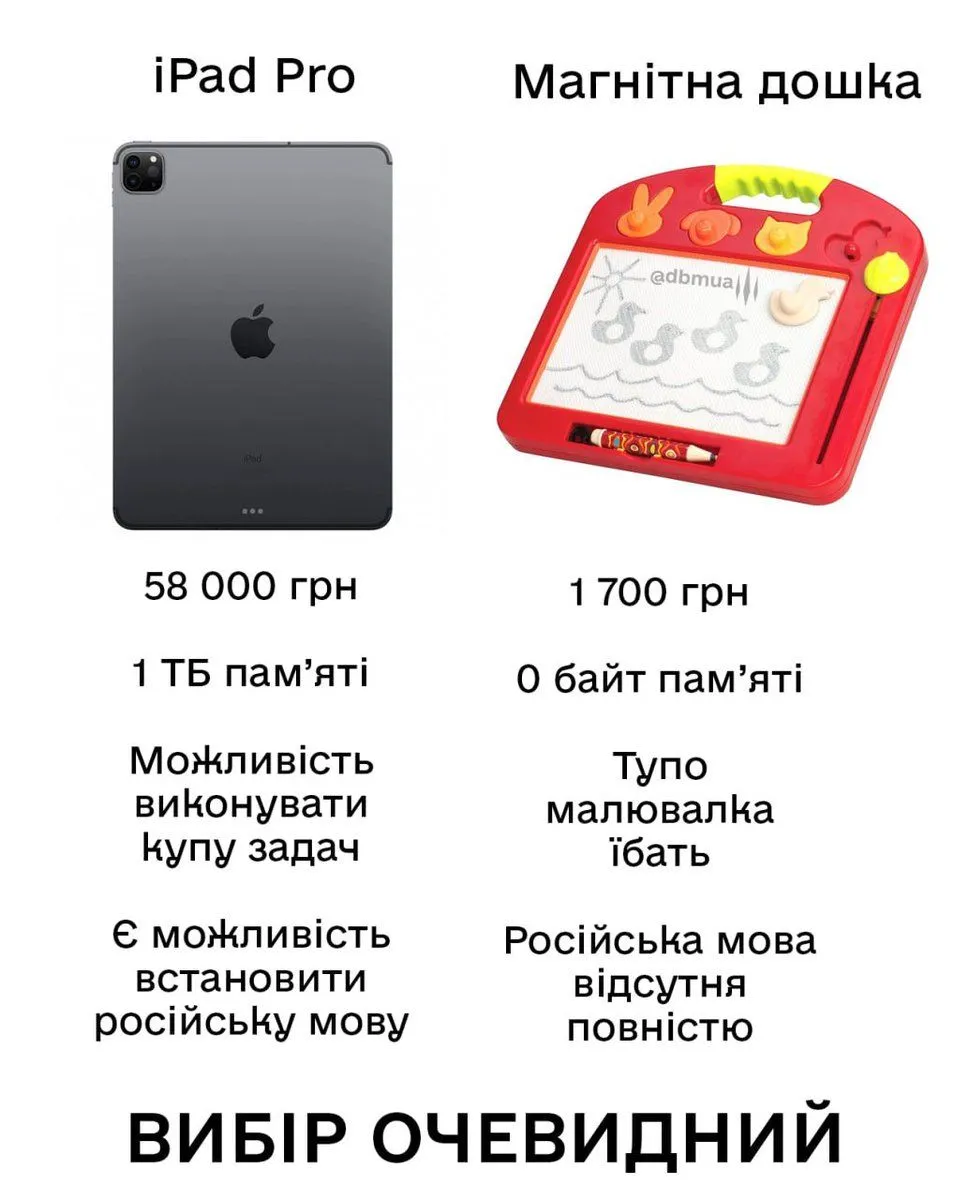 iPad Pro
Магнітна дошка
@dbmua
iPad
58 000 грн
1 ТБ пам’яті
Можливість
виконувати
купу задач
Є можливість
встановити
російську мову
1 700 грн
0 байт пам’яті
Тупо
малювалка
їбать
Російська мова
відсутня
повністю
ВИБІР ОЧЕВИДНИЙ